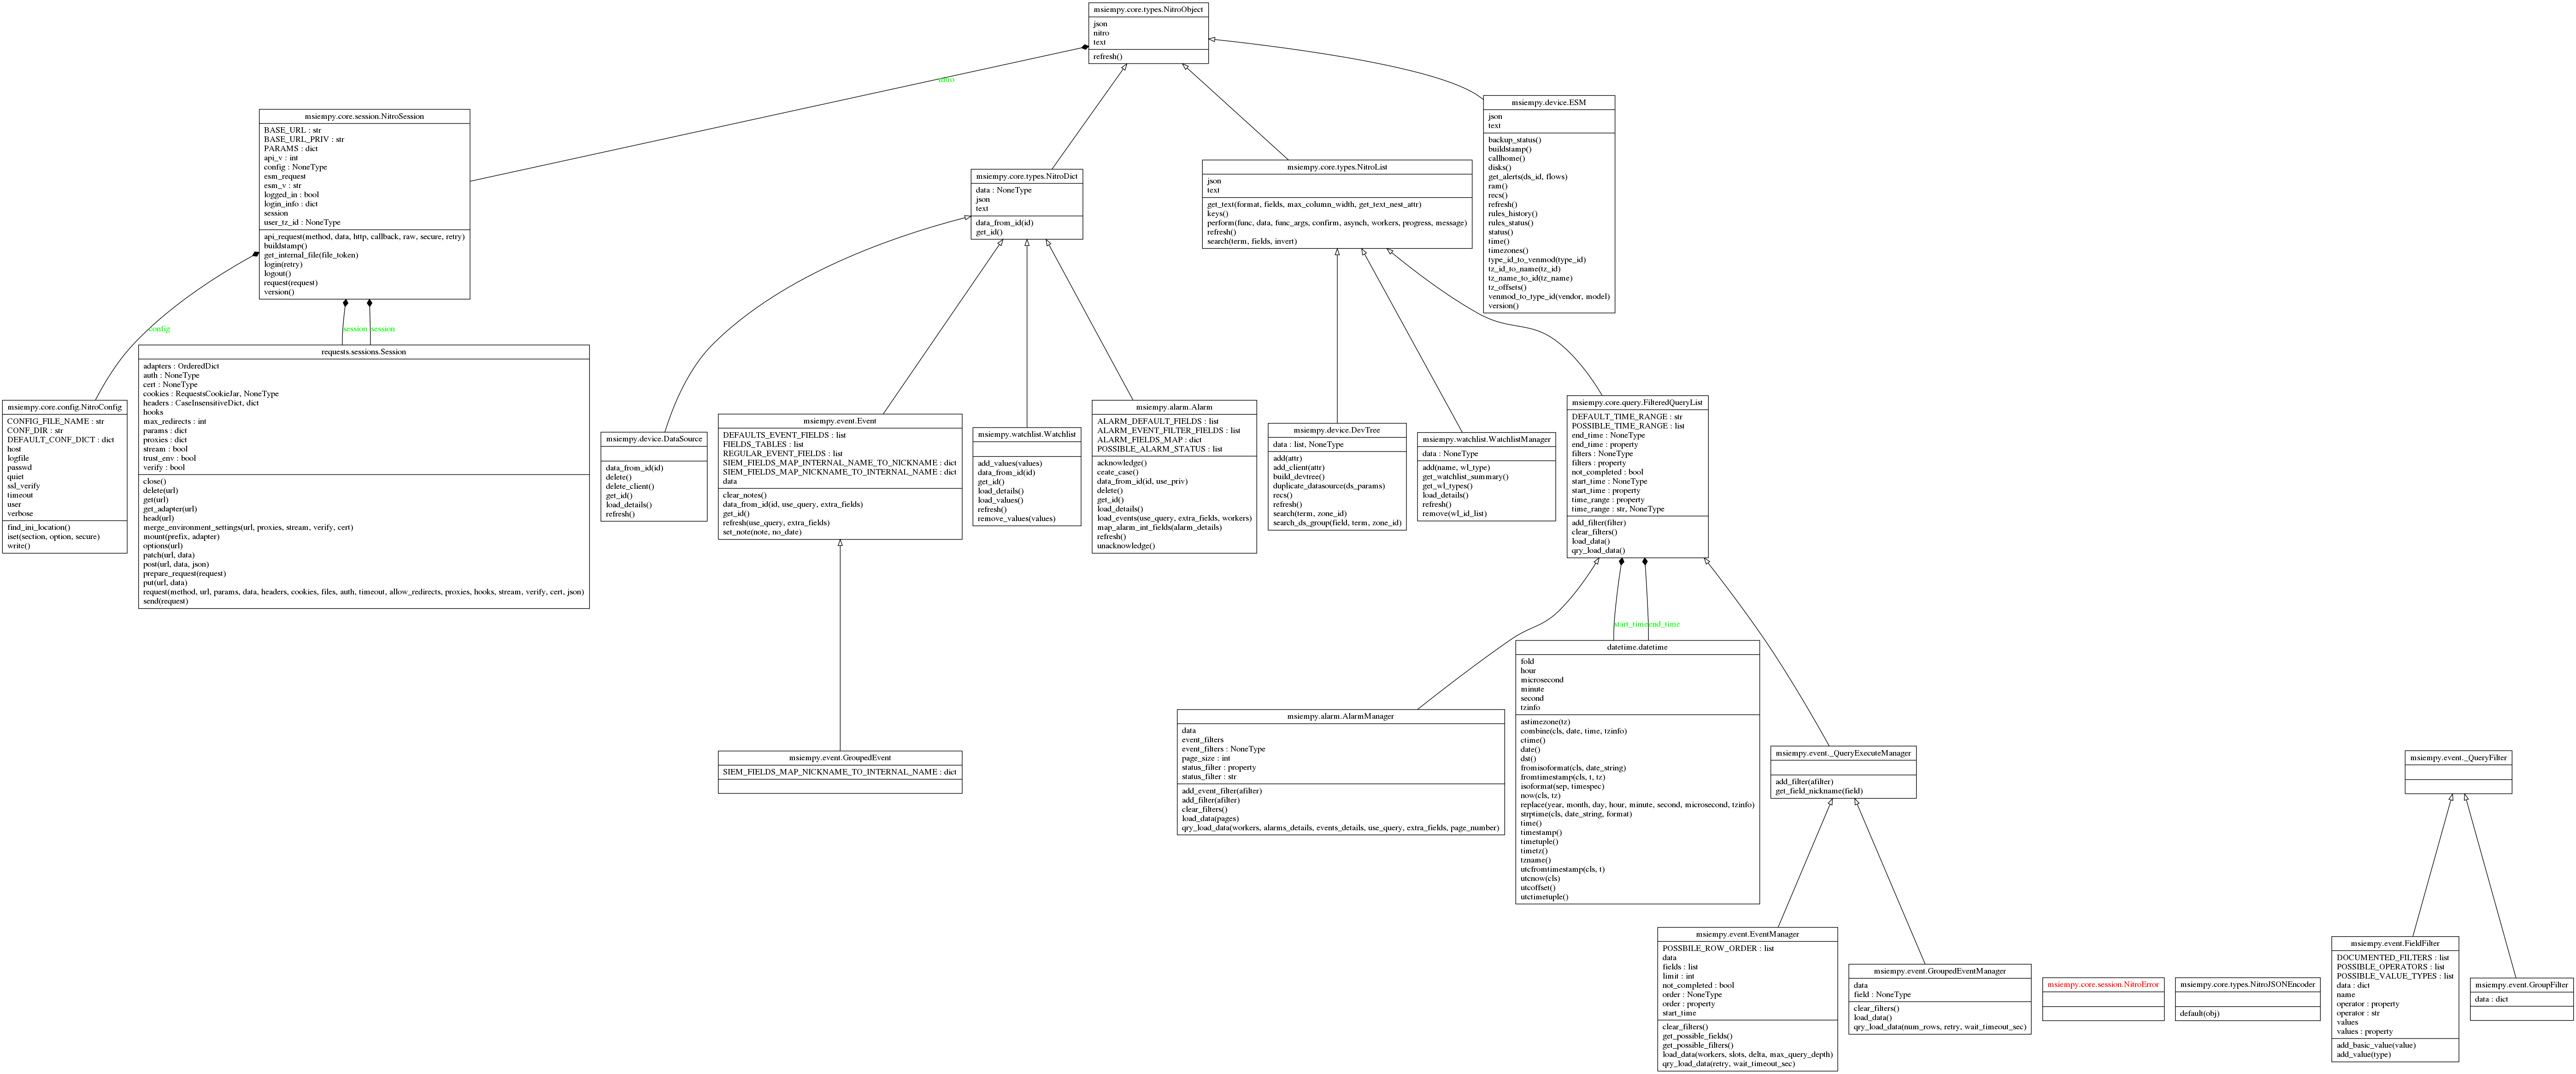 msiempy.core.types.NitroObject
json
nitro
text
refresh()
nitro
msiempy.core.session.NitroSession
BASE_URL : str
BASE_URL_PRIV : str
PARAMS : dict
api_v : int
config : NoneType
esm_request
esm_v : str
logged_in : bool
login_info : dict
session
user_tz_id : NoneType
api_request(method, data, http, callback, raw, secure, retry)
buildstamp()
get_internal_file(file_token)
login(retry)
logout()
request(request)
version()
msiempy.core.types.NitroDict
data : NoneType
json
text
data_from_id(id)
get_id()
msiempy.core.types.NitroList
json
text
get_text(format, fields, max_column_width, get_text_nest_attr)
keys()
perform(func, data, func_args, confirm, asynch, workers, progress, message)
refresh()
search(term, fields, invert)
msiempy.device.ESM
json
text
backup_status()
buildstamp()
callhome()
disks()
get_alerts(ds_id, flows)
ram()
recs()
refresh()
rules_history()
rules_status()
status()
time()
timezones()
type_id_to_venmod(type_id)
tz_id_to_name(tz_id)
tz_name_to_id(tz_name)
tz_offsets()
venmod_to_type_id(vendor, model)
version()
config
session
session
msiempy.core.config.NitroConfig
CONFIG_FILE_NAME : str
CONF_DIR : str
DEFAULT_CONF_DICT : dict
host
logfile
passwd
quiet
ssl_verify
timeout
user
verbose
find_ini_location()
iset(section, option, secure)
write()
requests.sessions.Session
adapters : OrderedDict
auth : NoneType
cert : NoneType
cookies : RequestsCookieJar, NoneType
headers : CaseInsensitiveDict, dict
hooks
max_redirects : int
params : dict
proxies : dict
stream : bool
trust_env : bool
verify : bool
close()
delete(url)
get(url)
get_adapter(url)
head(url)
merge_environment_settings(url, proxies, stream, verify, cert)
mount(prefix, adapter)
options(url)
patch(url, data)
post(url, data, json)
prepare_request(request)
put(url, data)
request(method, url, params, data, headers, cookies, files, auth, timeout, allow_redirects, proxies, hooks, stream, verify, cert, json)
send(request)
msiempy.device.DataSource
data_from_id(id)
delete()
delete_client()
get_id()
load_details()
refresh()
msiempy.event.Event
DEFAULTS_EVENT_FIELDS : list
FIELDS_TABLES : list
REGULAR_EVENT_FIELDS : list
SIEM_FIELDS_MAP_INTERNAL_NAME_TO_NICKNAME : dict
SIEM_FIELDS_MAP_NICKNAME_TO_INTERNAL_NAME : dict
data
clear_notes()
data_from_id(id, use_query, extra_fields)
get_id()
refresh(use_query, extra_fields)
set_note(note, no_date)
msiempy.watchlist.Watchlist
add_values(values)
data_from_id(id)
get_id()
load_details()
load_values()
refresh()
remove_values(values)
msiempy.alarm.Alarm
ALARM_DEFAULT_FIELDS : list
ALARM_EVENT_FILTER_FIELDS : list
ALARM_FIELDS_MAP : dict
POSSIBLE_ALARM_STATUS : list
acknowledge()
ceate_case()
data_from_id(id, use_priv)
delete()
get_id()
load_details()
load_events(use_query, extra_fields, workers)
map_alarm_int_fields(alarm_details)
refresh()
unacknowledge()
msiempy.device.DevTree
data : list, NoneType
add(attr)
add_client(attr)
build_devtree()
duplicate_datasource(ds_params)
recs()
refresh()
search(term, zone_id)
search_ds_group(field, term, zone_id)
msiempy.watchlist.WatchlistManager
data : NoneType
add(name, wl_type)
get_watchlist_summary()
get_wl_types()
load_details()
refresh()
remove(wl_id_list)
msiempy.core.query.FilteredQueryList
DEFAULT_TIME_RANGE : str
POSSIBLE_TIME_RANGE : list
end_time : NoneType
end_time : property
filters : NoneType
filters : property
not_completed : bool
start_time : NoneType
start_time : property
time_range : property
time_range : str, NoneType
add_filter(filter)
clear_filters()
load_data()
qry_load_data()
start_time
end_time
msiempy.event.GroupedEvent
SIEM_FIELDS_MAP_NICKNAME_TO_INTERNAL_NAME : dict
msiempy.alarm.AlarmManager
data
event_filters
event_filters : NoneType
page_size : int
status_filter : property
status_filter : str
add_event_filter(afilter)
add_filter(afilter)
clear_filters()
load_data(pages)
qry_load_data(workers, alarms_details, events_details, use_query, extra_fields, page_number)
datetime.datetime
fold
hour
microsecond
minute
second
tzinfo
astimezone(tz)
combine(cls, date, time, tzinfo)
ctime()
date()
dst()
fromisoformat(cls, date_string)
fromtimestamp(cls, t, tz)
isoformat(sep, timespec)
now(cls, tz)
replace(year, month, day, hour, minute, second, microsecond, tzinfo)
strptime(cls, date_string, format)
time()
timestamp()
timetuple()
timetz()
tzname()
utcfromtimestamp(cls, t)
utcnow(cls)
utcoffset()
utctimetuple()
msiempy.event._QueryExecuteManager
add_filter(afilter)
get_field_nickname(field)
msiempy.event._QueryFilter
msiempy.event.EventManager
POSSBILE_ROW_ORDER : list
data
fields : list
limit : int
not_completed : bool
order : NoneType
order : property
start_time
clear_filters()
get_possible_fields()
get_possible_filters()
load_data(workers, slots, delta, max_query_depth)
qry_load_data(retry, wait_timeout_sec)
msiempy.event.GroupedEventManager
data
field : NoneType
clear_filters()
load_data()
qry_load_data(num_rows, retry, wait_timeout_sec)
msiempy.core.session.NitroError
msiempy.core.types.NitroJSONEncoder
default(obj)
msiempy.event.FieldFilter
DOCUMENTED_FILTERS : list
POSSIBLE_OPERATORS : list
POSSIBLE_VALUE_TYPES : list
data : dict
name
operator : property
operator : str
values
values : property
add_basic_value(value)
add_value(type)
msiempy.event.GroupFilter
data : dict